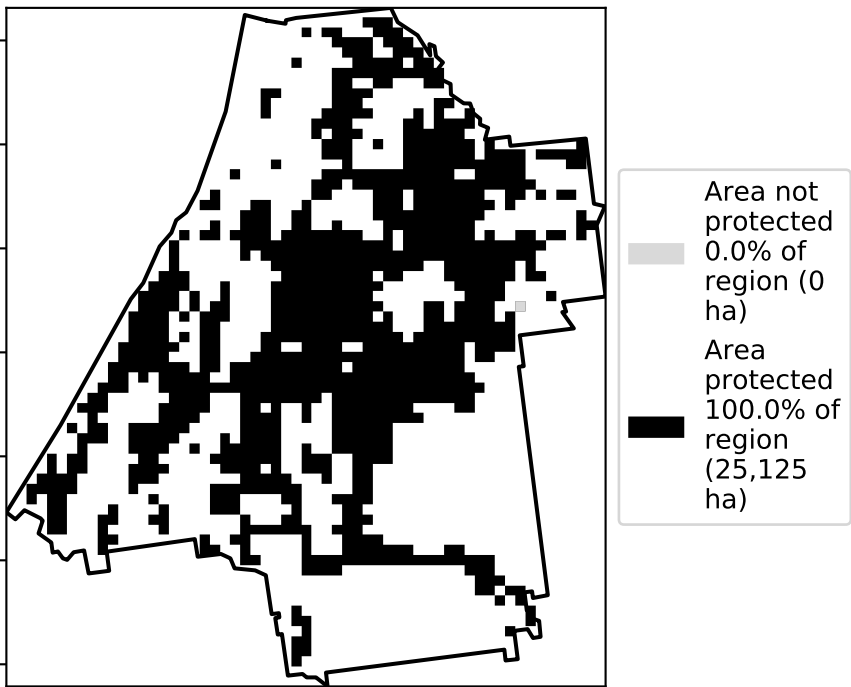 Area not
protected
0.0% of
region (0
ha)
Area
protected
100.0% of
region
(25,125
ha)